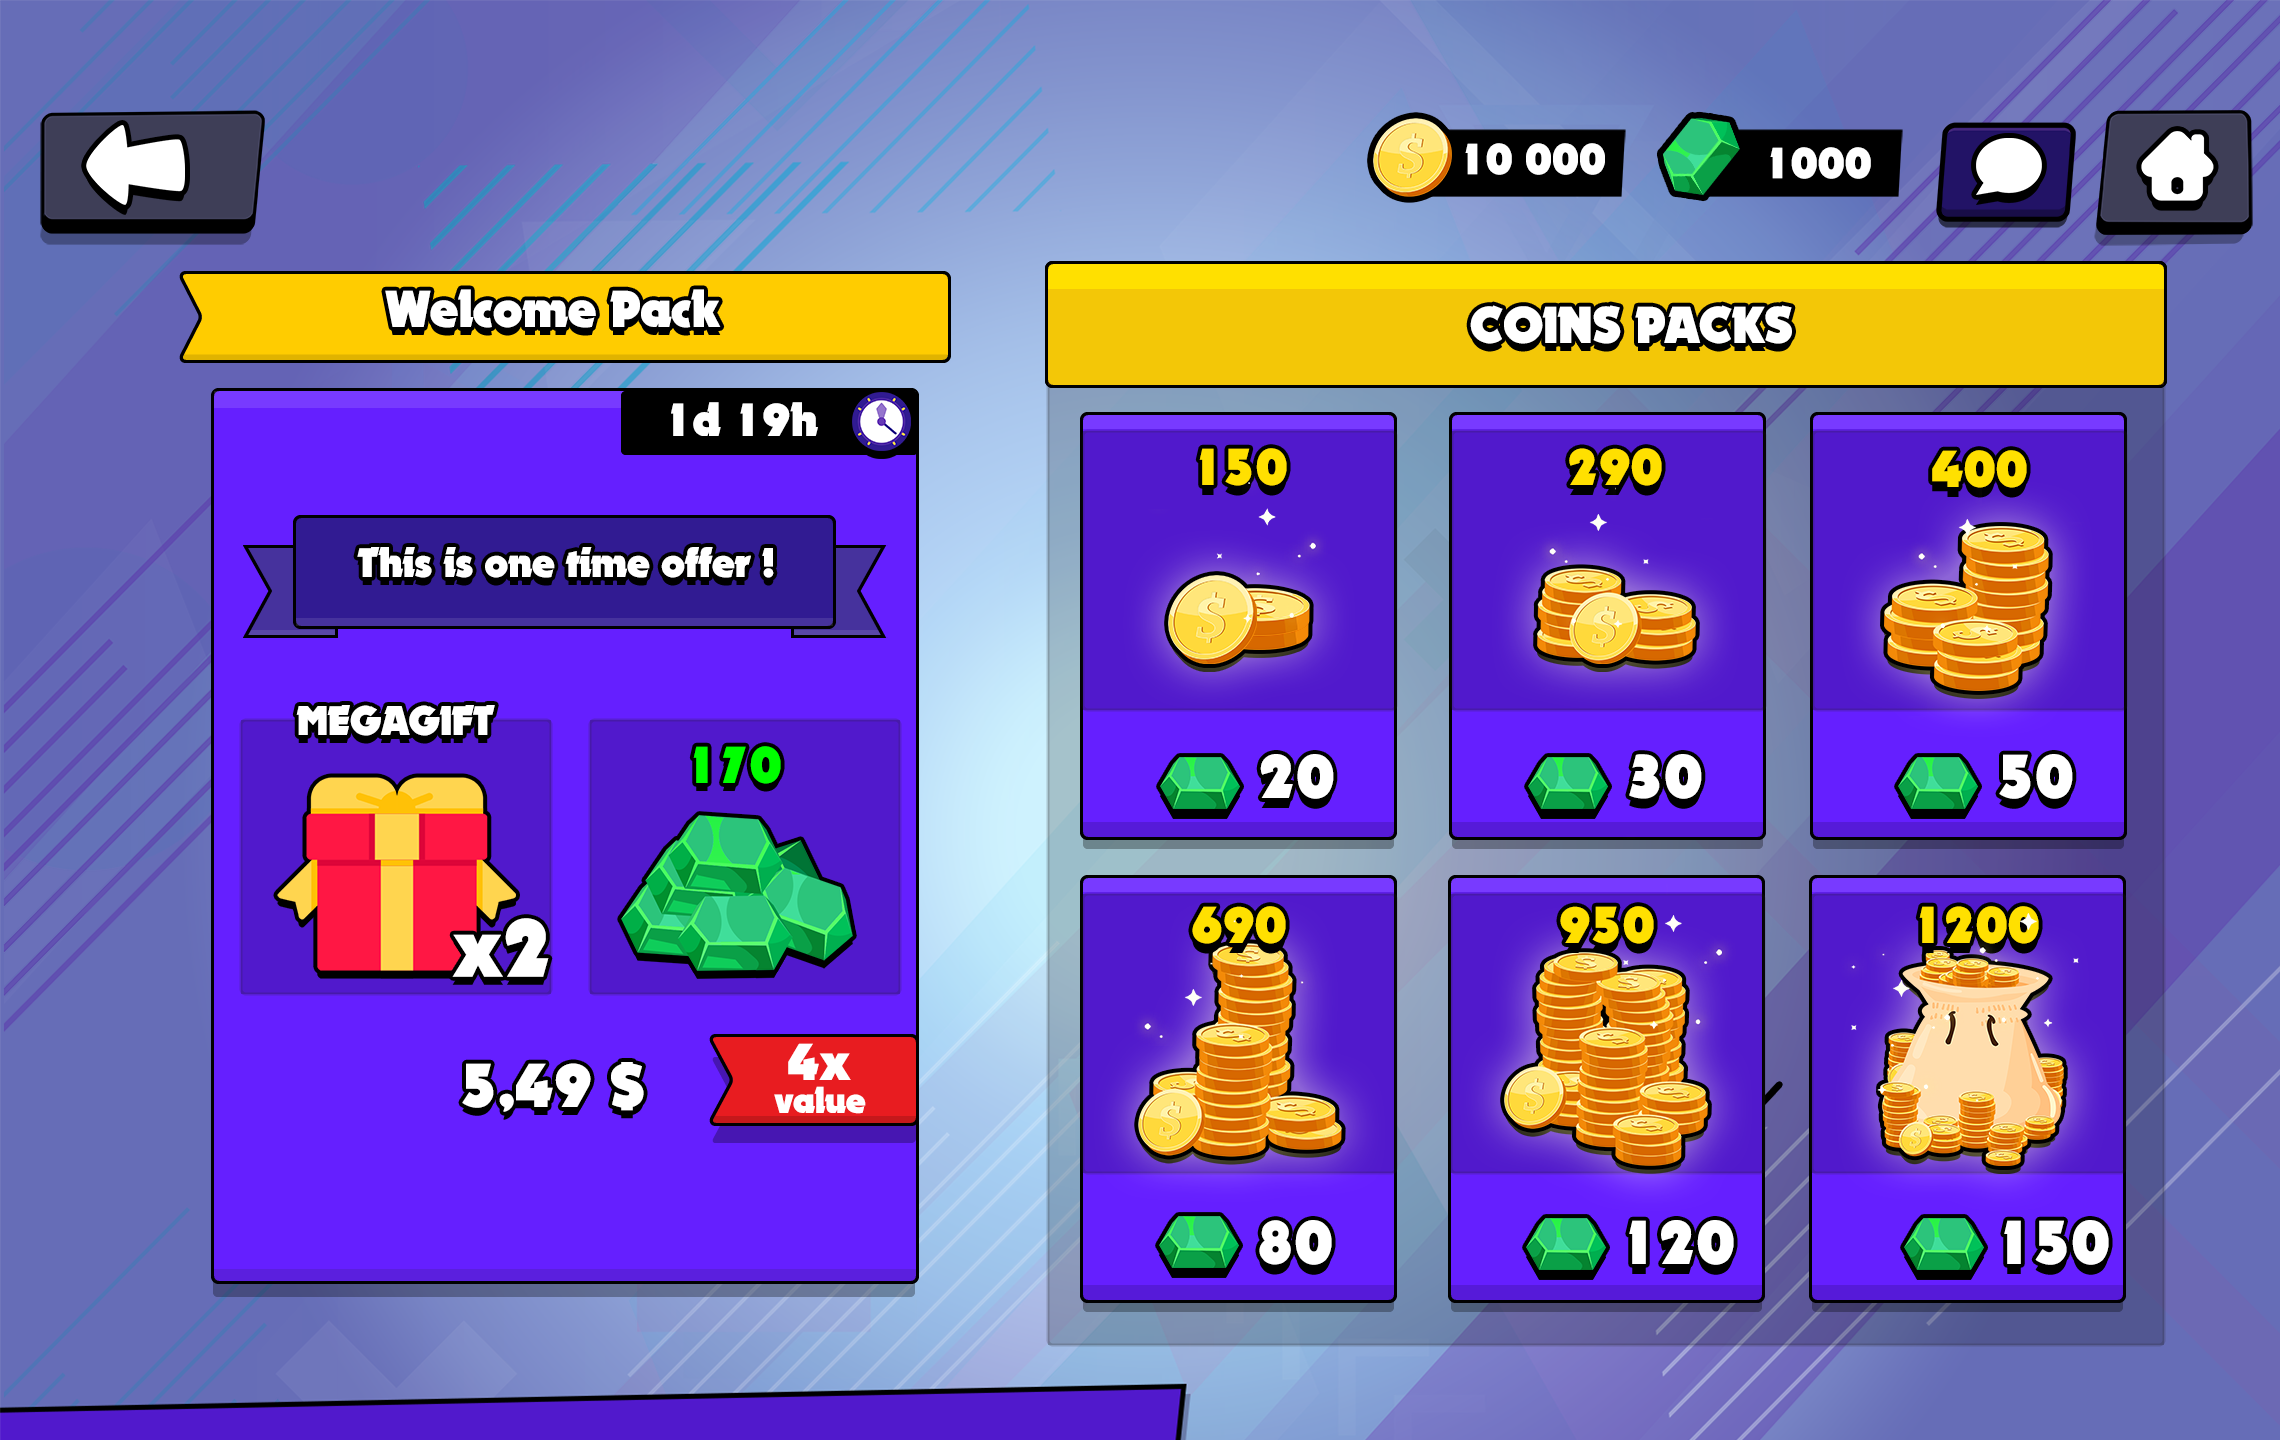 10 000
1000
Welcome Pack
1d 19h
This is one time offer !
MEGAGIFT
x2
170
5,49 $
4x
value
COINS PACKS
150
290
400
20
30
50
690
950
1200
80
120
150